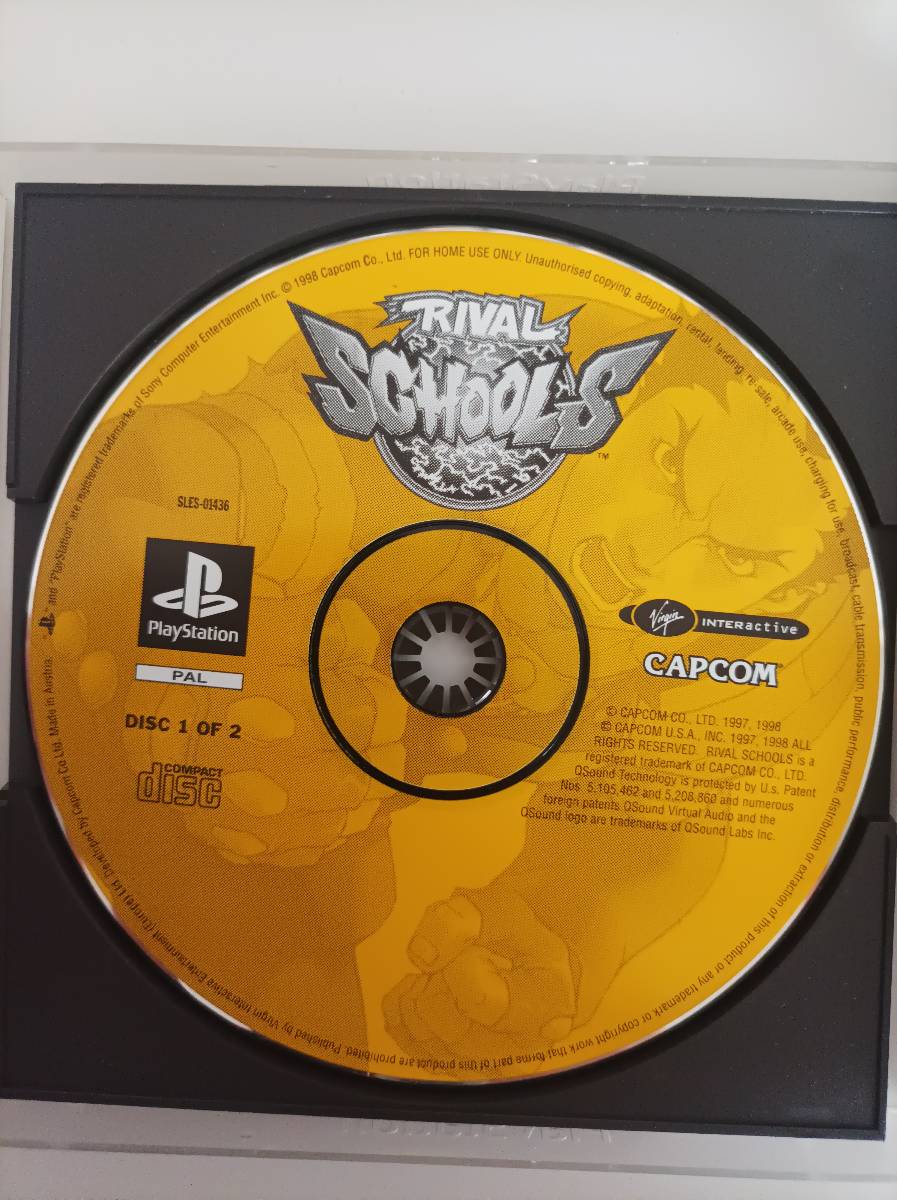 PlayStation
and "PlayStation" are registered trademarks of Sony Computer Entertainment Inc. © 1998 Capcom Co., Ltd. FOR HOME USE ONLY. Unauthorised copying, adaptation, rental, lending, re-sale, arcade use, charging for use, broadcast, cable transmission, public performance, distribution or extraction of this product or any trademark or copyright work that forms part of this product are prohibited. Published by Virgin Interactive Entertainment (Europe) Ltd. Developed by Capcom Co Ltd. Made in Austria.
RIVAL
SCHOOLS
™
SLES-01436
PlayStation
PAL
DISC 1 OF 2
COMPACT
disc
Virgin INTERactive
CAPCOM
© CAPCOM CO., LTD. 1997, 1998
© CAPCOM U.S.A., INC. 1997, 1998 ALL
RIGHTS RESERVED. RIVAL SCHOOLS is a
registered trademark of CAPCOM CO., LTD.
QSound Technology is protected by U.s. Patent
Nos. 5,105,462 and 5,208,860 and numerous
foreign patents QSound Virtual Audio and the
QSound logo are trademarks of QSound Labs Inc.
PlayStation